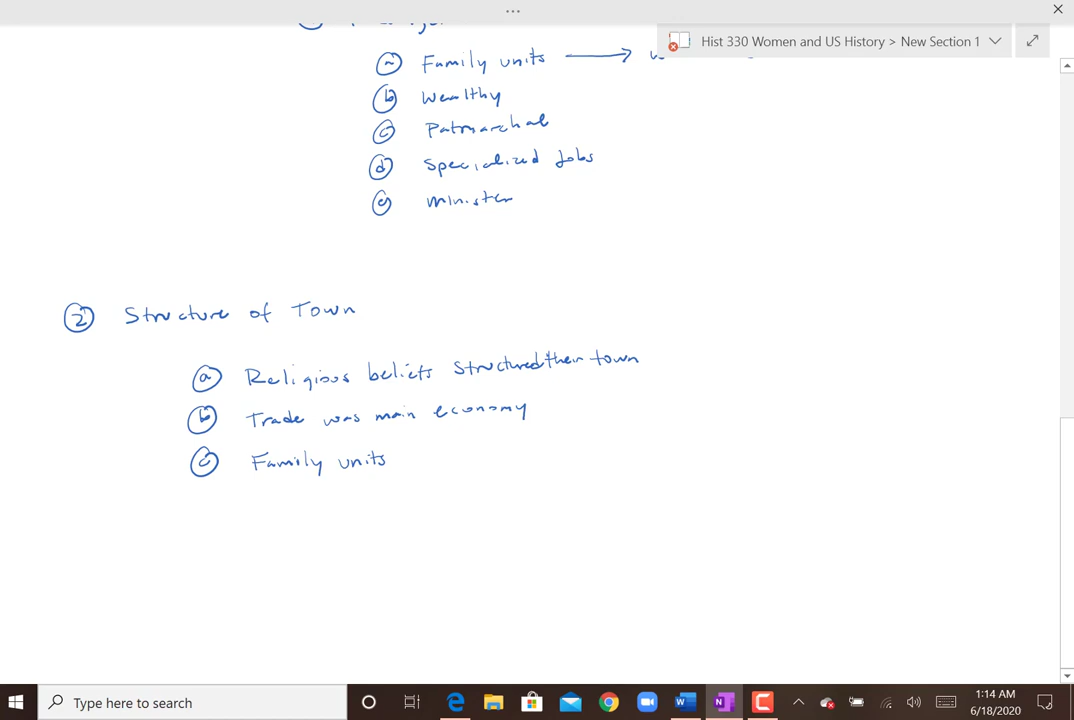 Hist 330 Women and US History > New Section 1
a Family units →
b Wealthy
c Patriarchal
d Specialized Jobs
e Minister
2 Structure of Town
a Religious beliefs structured their town
b Trade was main economy
c Family units
Type here to search
1:14 AM
6/18/2020